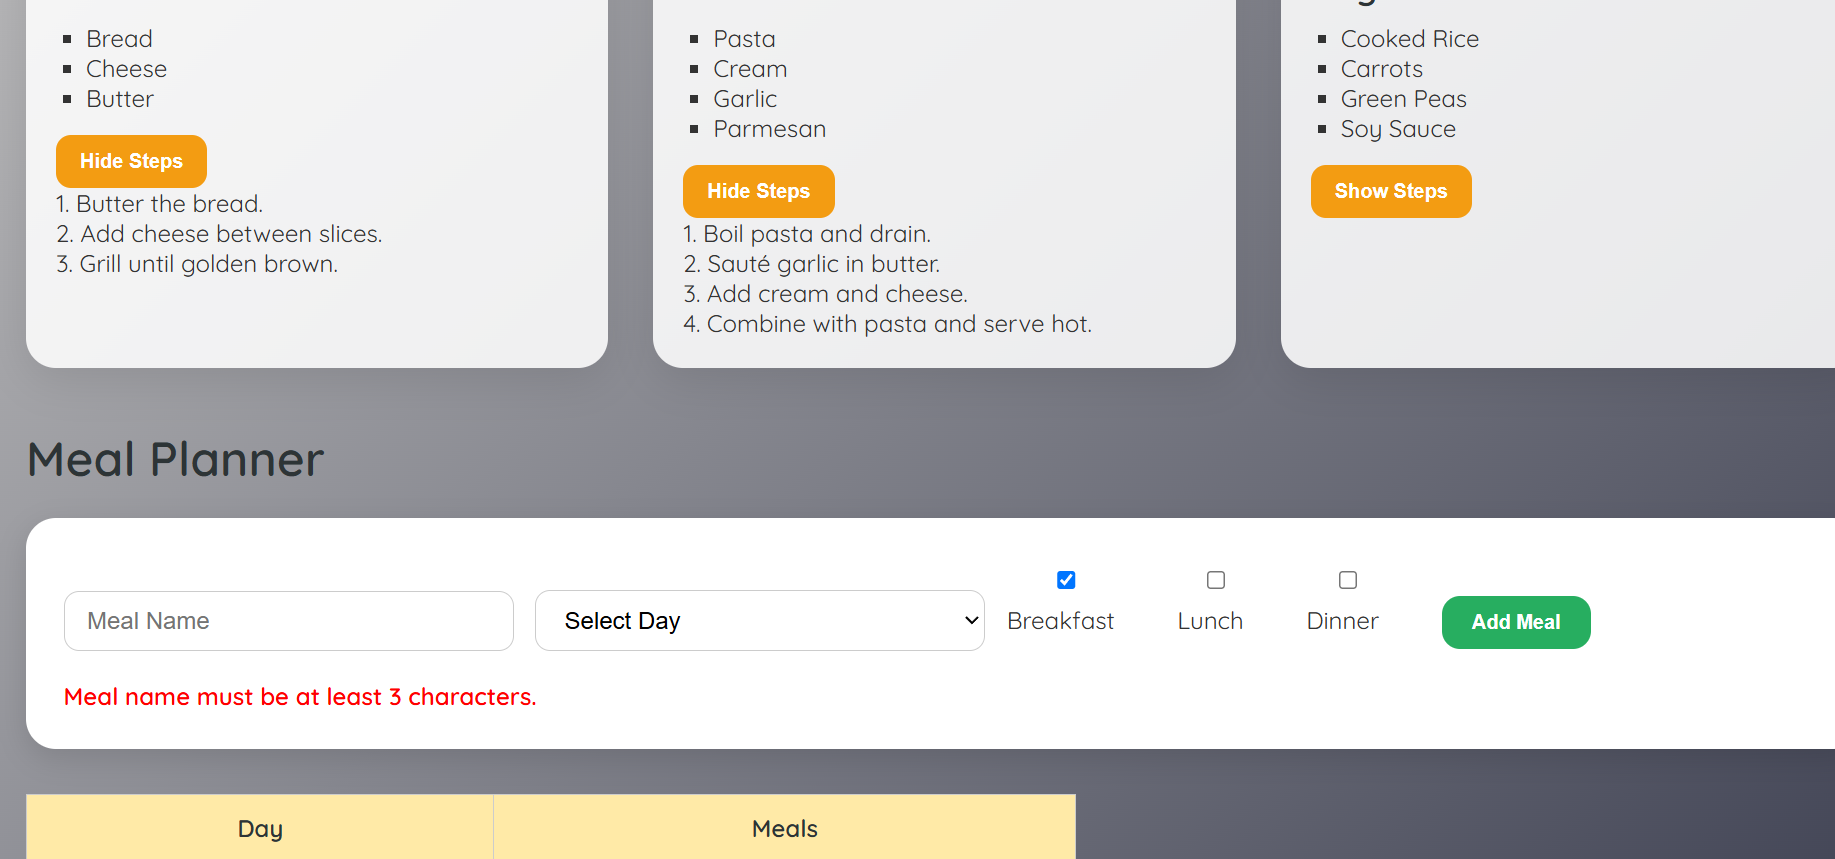 Bread
Cheese
Butter
Hide Steps
1. Butter the bread.
2. Add cheese between slices.
3. Grill until golden brown.
Pasta
Cream
Garlic
Parmesan
Hide Steps
1. Boil pasta and drain.
2. Sauté garlic in butter.
3. Add cream and cheese.
4. Combine with pasta and serve hot.
Cooked Rice
Carrots
Green Peas
Soy Sauce
Show Steps
Meal Planner
Meal Name
Select Day
Breakfast
Lunch
Dinner
Add Meal
Meal name must be at least 3 characters.
Day
Meals